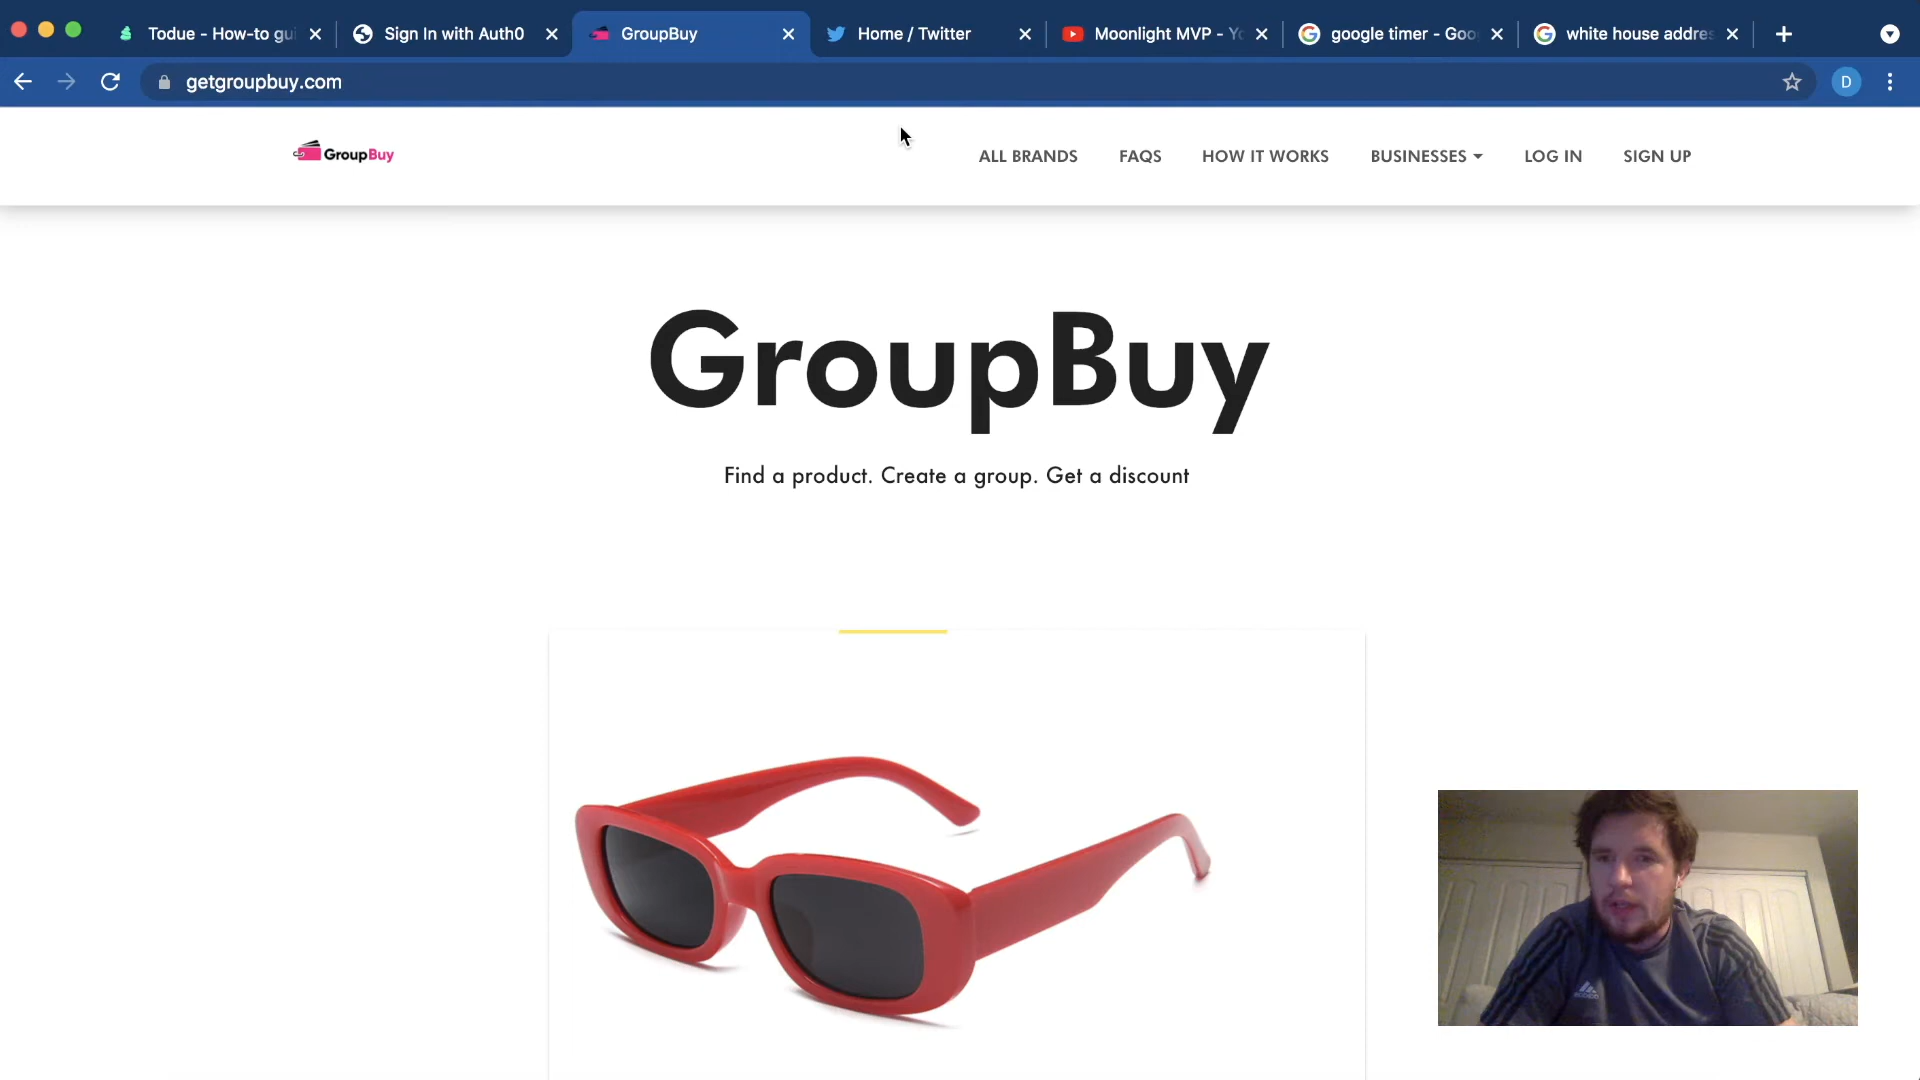 Todue - How-to gui
Sign In with Auth0
GroupBuy
Home / Twitter
Moonlight MVP - Yo
google timer - Goo
white house addres
getgroupbuy.com
D
GroupBuy
ALL BRANDS
FAQS
HOW IT WORKS
BUSINESSES
LOG IN
SIGN UP
GroupBuy
Find a product. Create a group. Get a discount
adidas